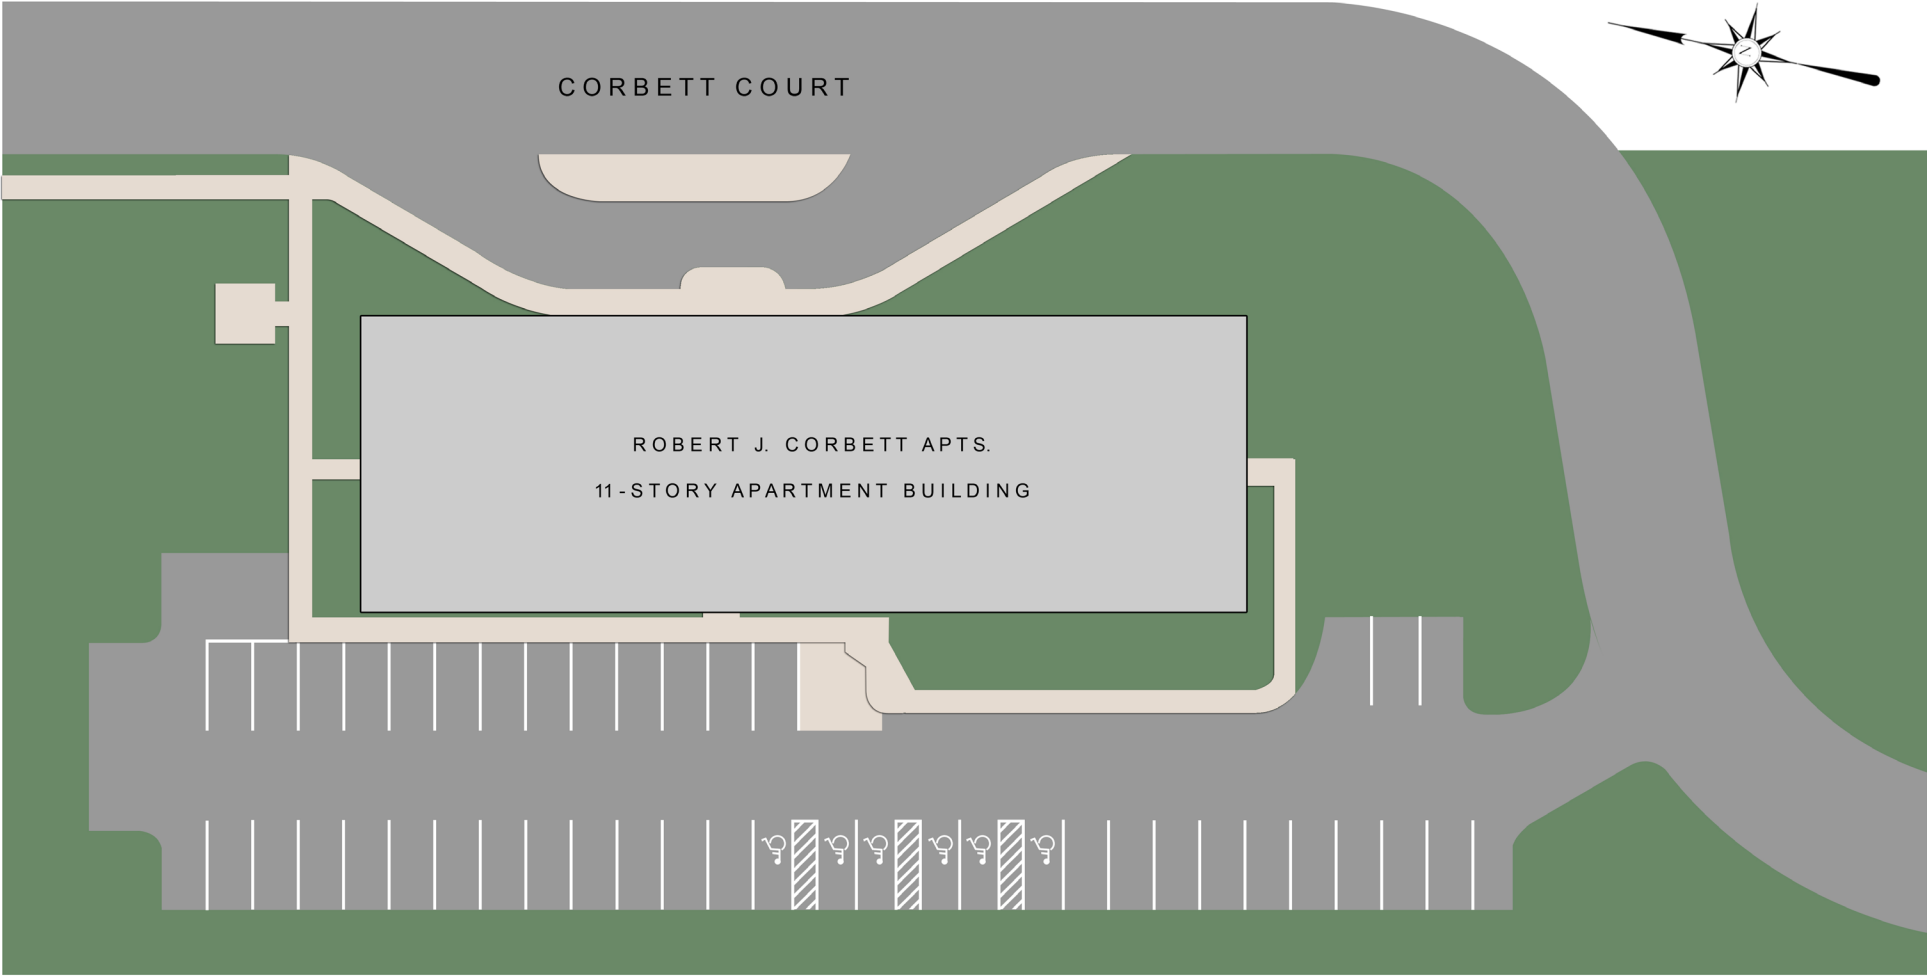 CORBETT COURT
ROBERT J. CORBETT APTS.
11-STORY APARTMENT BUILDING